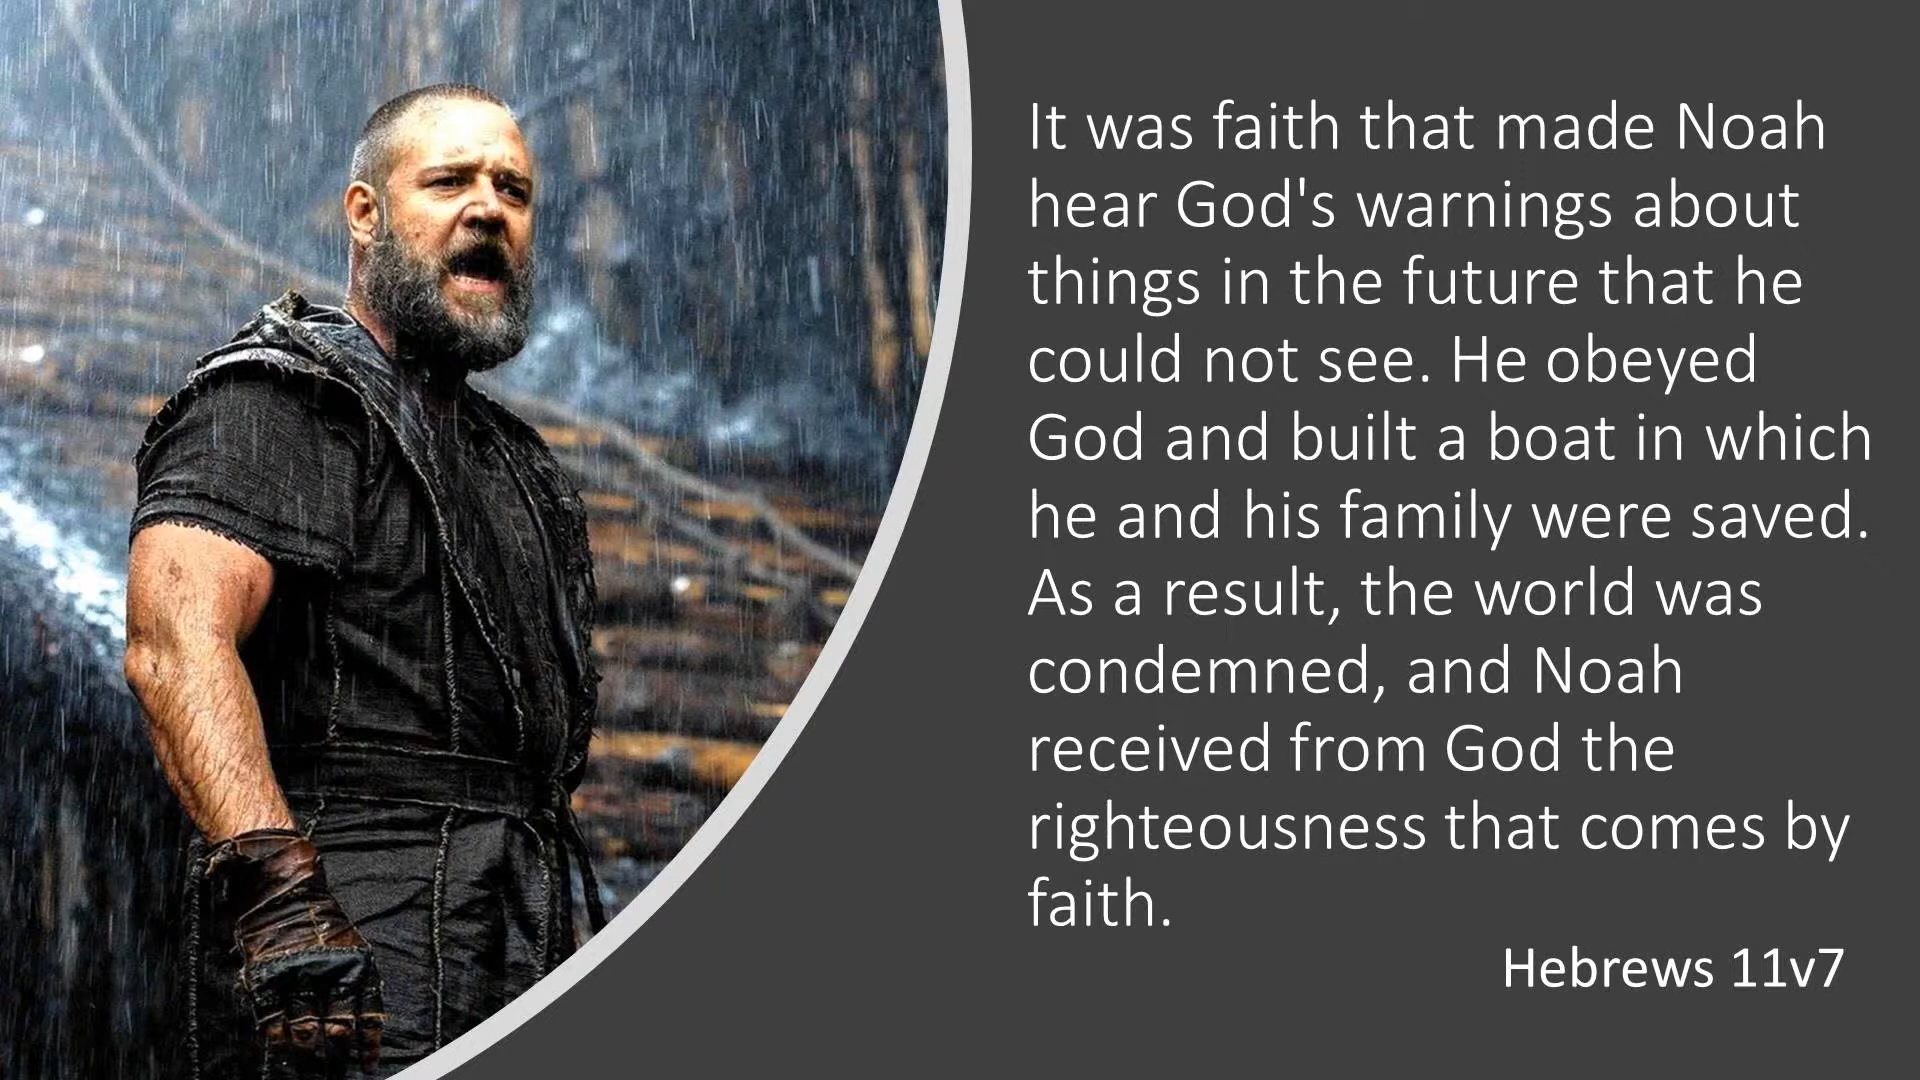 It was faith that made Noah
hear God's warnings about
things in the future that he
could not see. He obeyed
God and built a boat in which
he and his family were saved.
As a result, the world was
condemned, and Noah
received from God the
righteousness that comes by
faith.
Hebrews 11v7